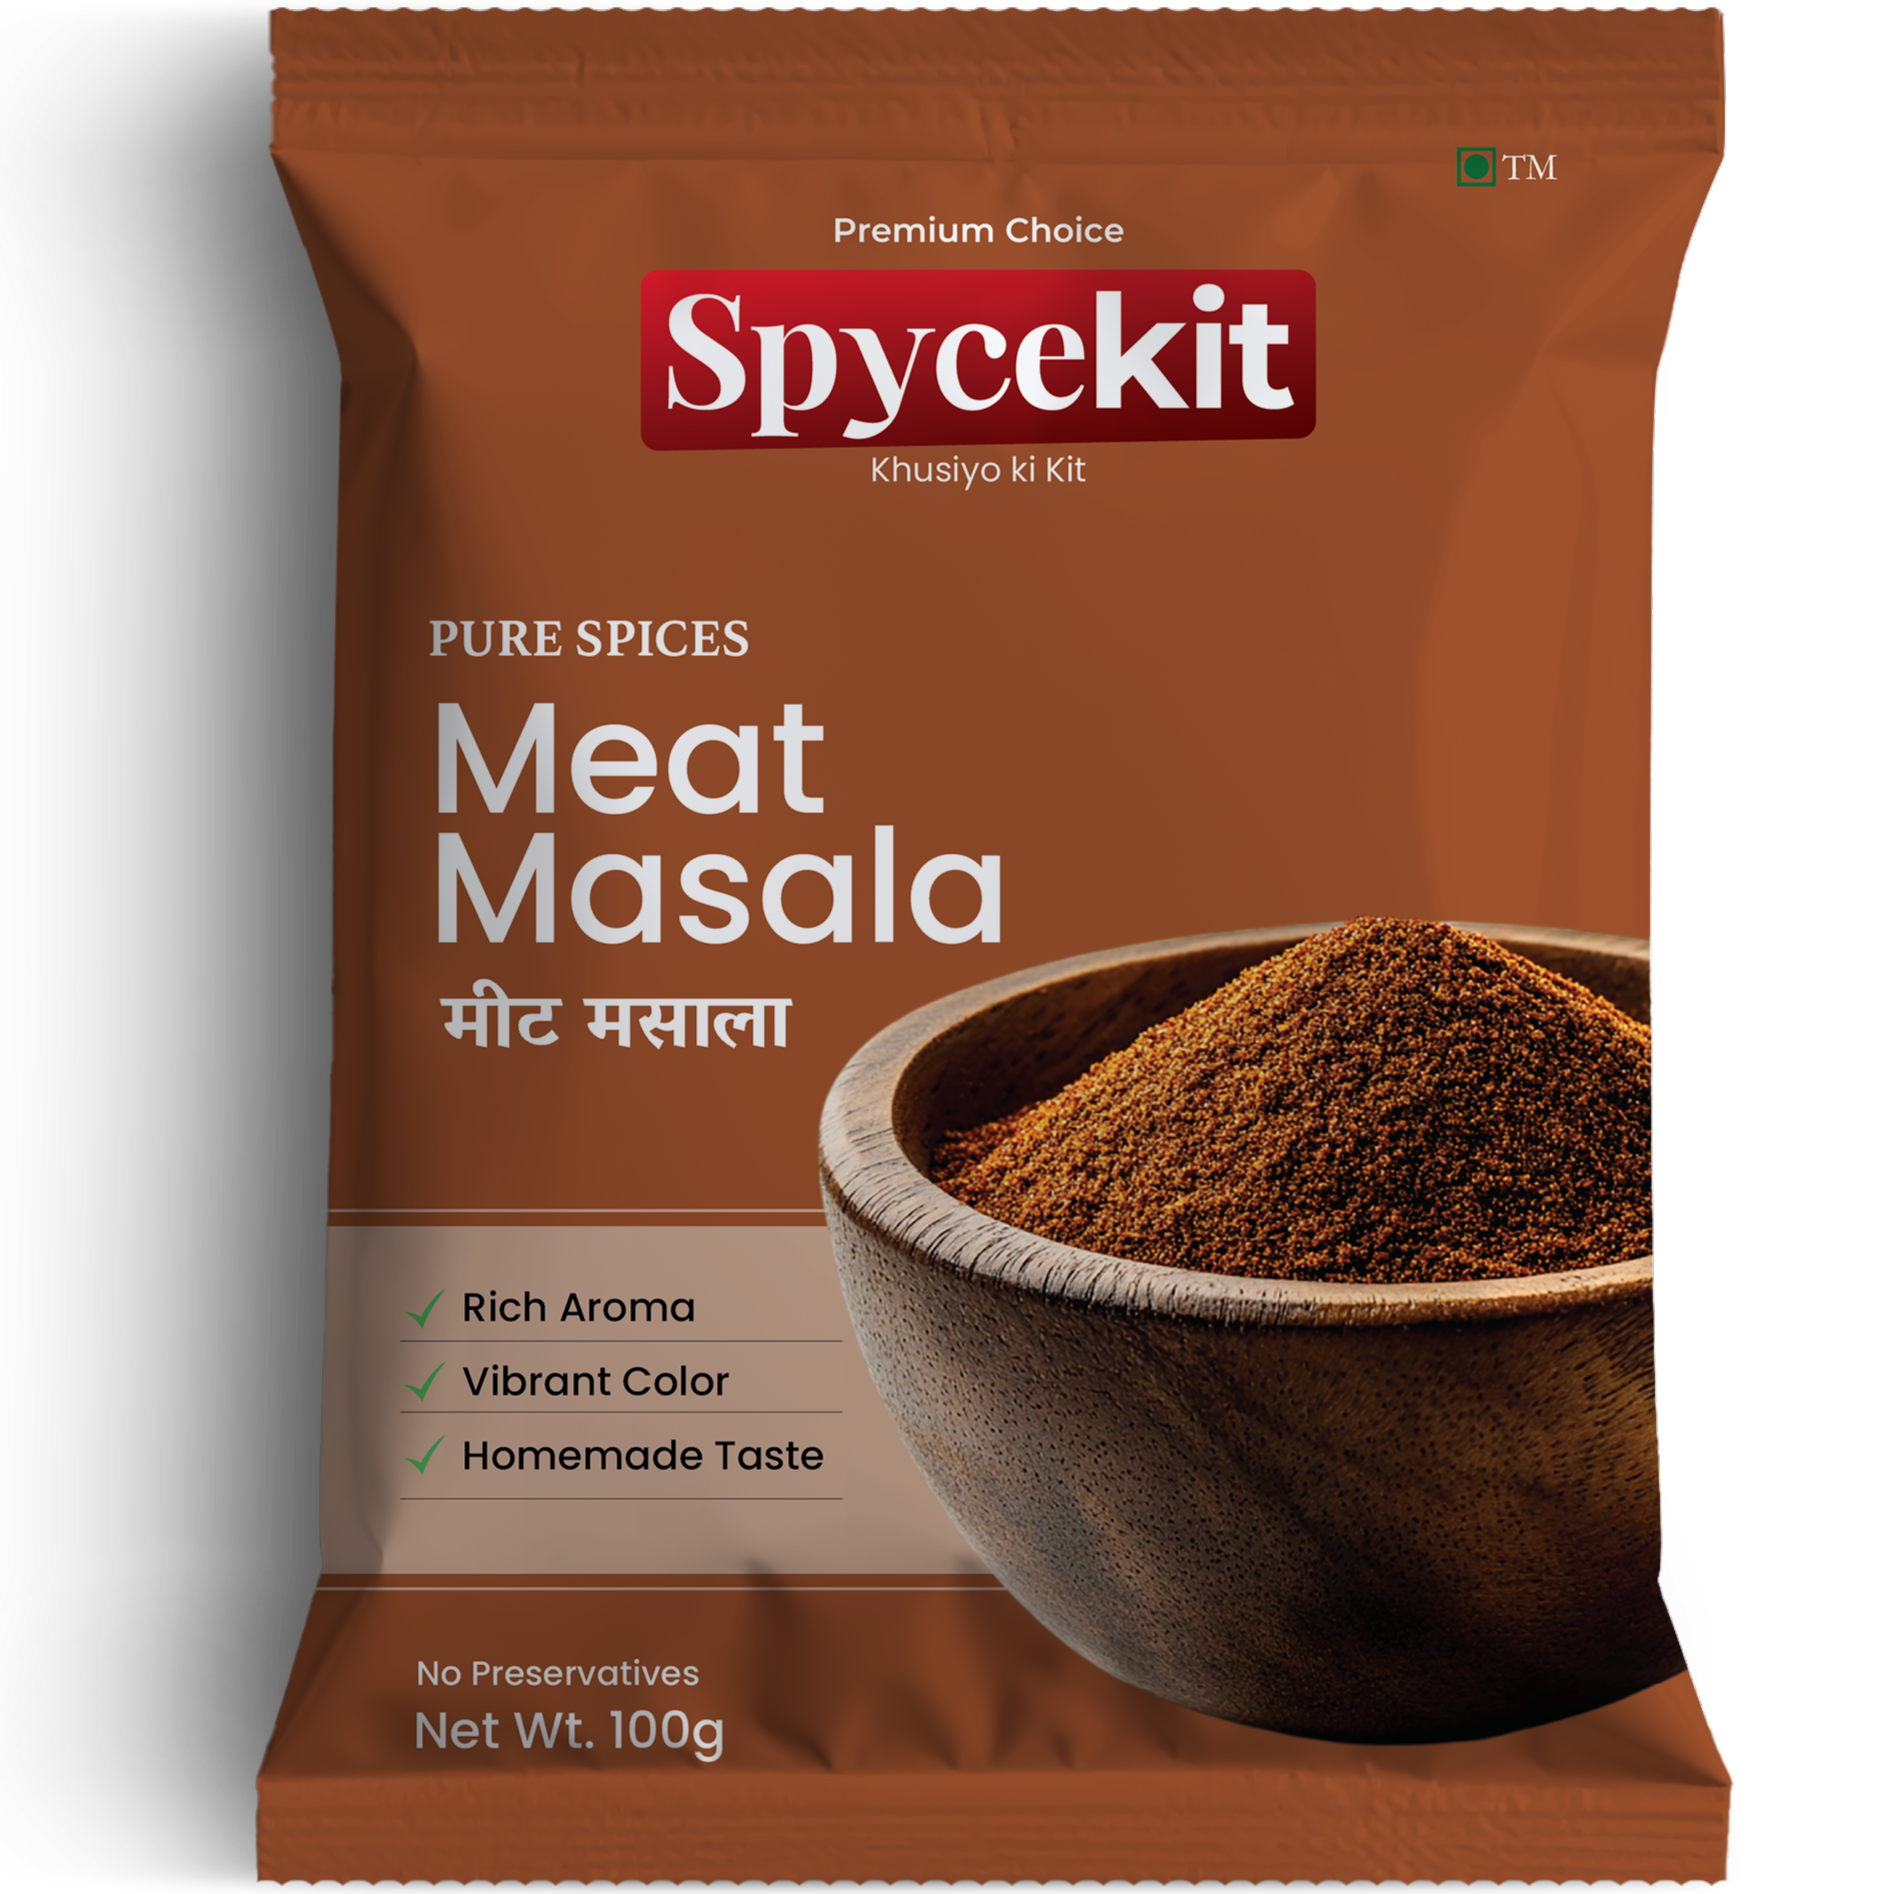 TM
Premium Choice
Spycekit
Khusiyo ki Kit
PURE SPICES
Meat
Masala
मीट मसाला
Rich Aroma
Vibrant Color
Homemade Taste
No Preservatives
Net Wt. 100g